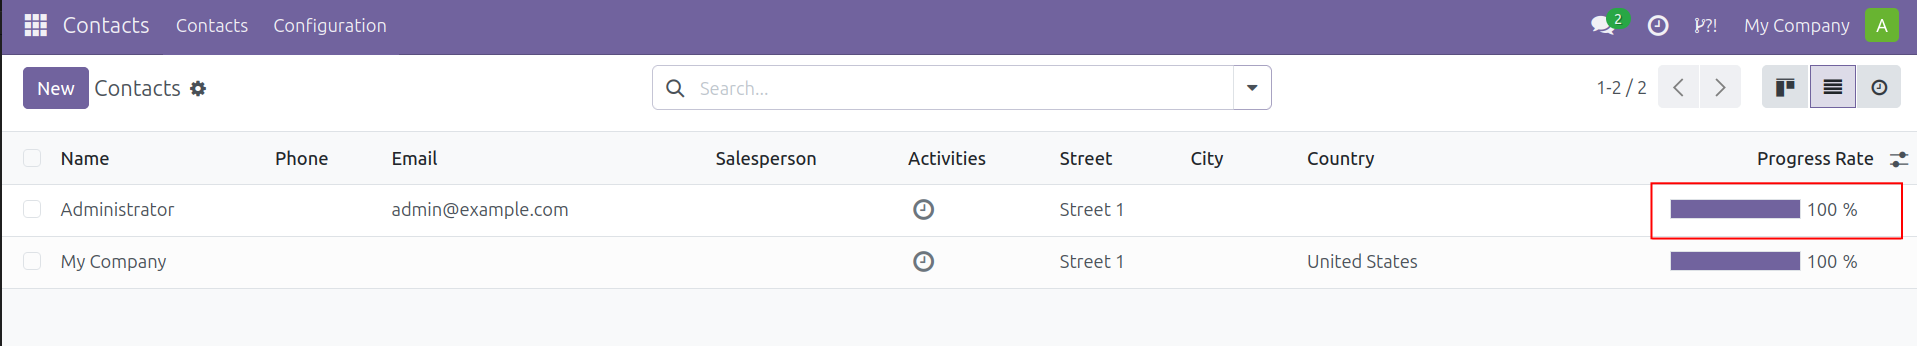 Contacts Contacts Configuration 2 ?! My Company A
New Contacts Search... 1-2 / 2
Name Phone Email Salesperson Activities Street City Country Progress Rate
Administrator admin@example.com Street 1 100 %
My Company Street 1 United States 100 %